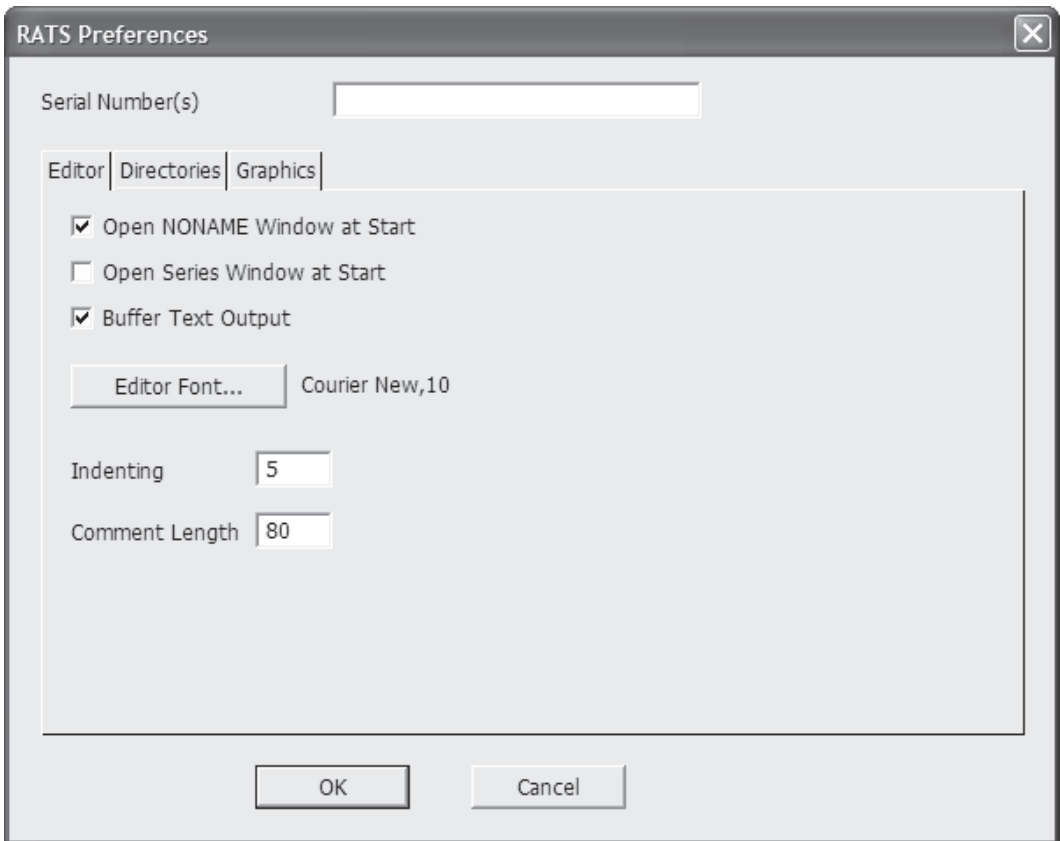 RATS Preferences
Serial Number(s)
Editor Directories Graphics
Open NONAME Window at Start
Open Series Window at Start
Buffer Text Output
Editor Font... Courier New,10
Indenting 5
Comment Length 80
OK Cancel